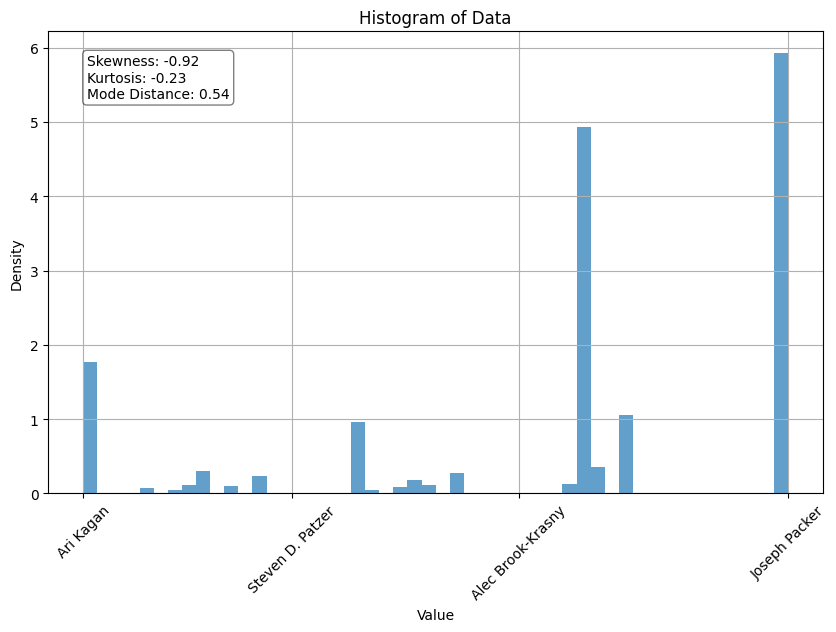 Histogram of Data
Skewness: -0.92
Kurtosis: -0.23
Mode Distance: 0.54
6
5
4
3
2
1
0
Density
Ari Kagan
Steven D. Patzer
Alec Brook-Krasny
Joseph Packer
Value